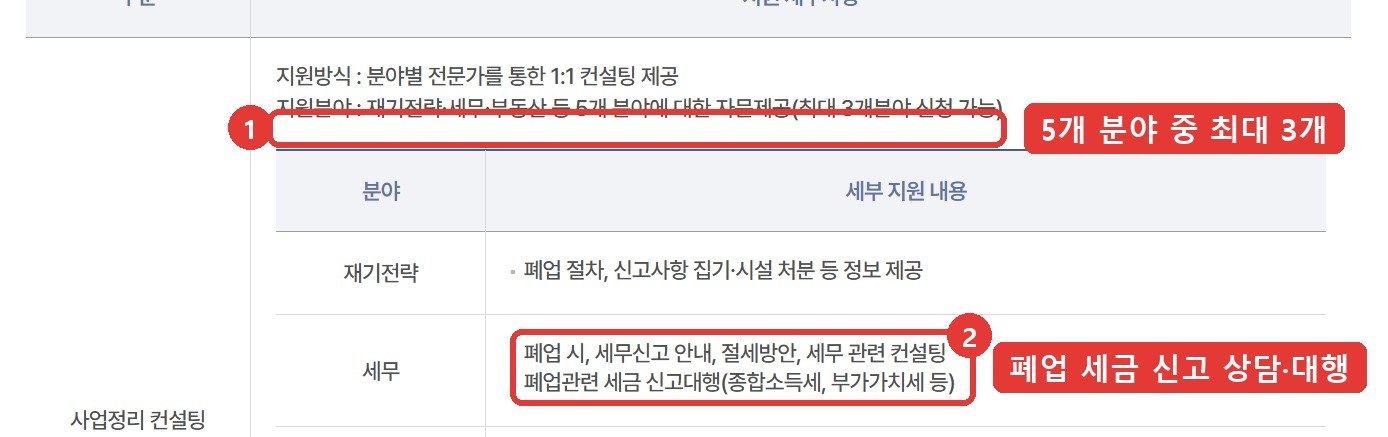 지원방식 : 분야별 전문가를 통한 1:1 컨설팅 제공
지원분야 : 재기전략·세무·부동산 등 5개 분야에 대한 자문제공(최대 3개분야 신청 가능)
1
5개 분야 중 최대 3개
분야
세부 지원 내용
재기전략
폐업 절차, 신고사항 집기·시설 처분 등 정보 제공
2
세무
폐업 시, 세무신고 안내, 절세방안, 세무 관련 컨설팅
폐업관련 세금 신고대행(종합소득세, 부가가치세 등)
폐업 세금 신고 상담·대행
사업정리 컨설팅